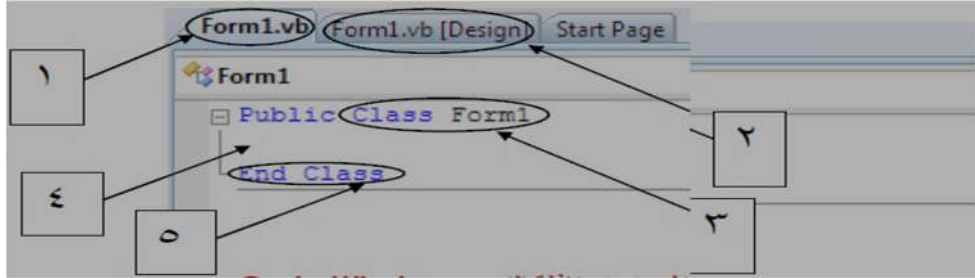 Form1.vb Form1.vb [Design] Start Page
١
Form1
Public Class Form1
٢
End Class
٤
٥
٣